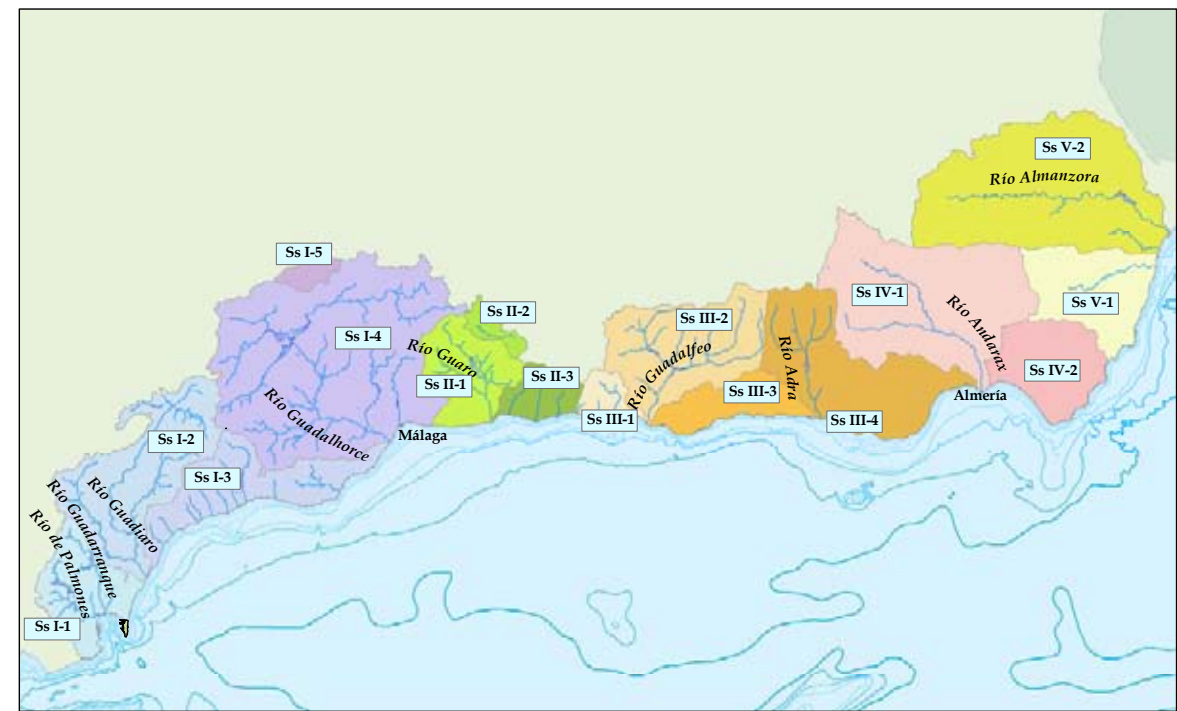 Ss V-2
Río Almanzora
Ss I-5
Ss IV-1
Ss V-1
Ss II-2
Ss III-2
Río Andarax
Ss I-4
Río Guaro
Río Guadalfeo
Río Adra
Ss IV-2
Ss II-1
Ss II-3
Ss III-3
Almería
Río Guadalhorce
Málaga
Ss III-1
Ss III-4
Ss I-2
Ss I-3
Río Guadiaro
Río Guadarranque
Río de Palmones
Ss I-1